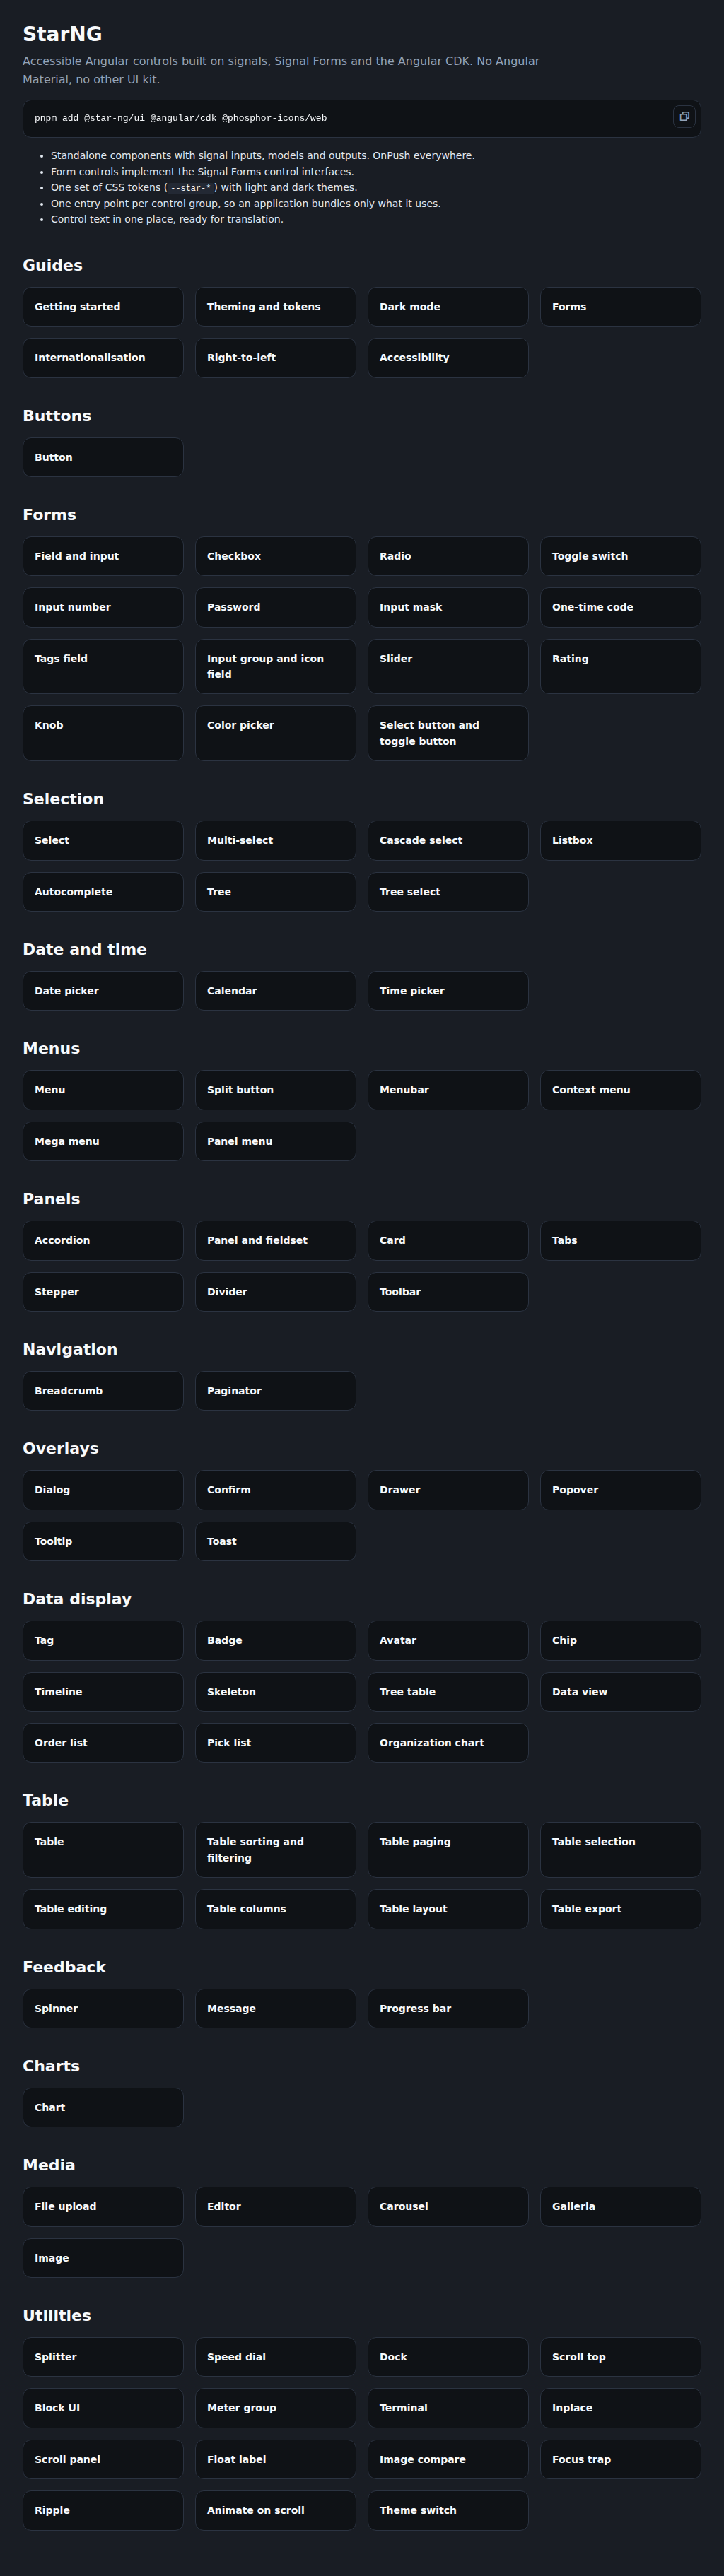 StarNG
Accessible Angular controls built on signals, Signal Forms and the Angular CDK. No Angular
Material, no other UI kit.
pnpm add @star-ng/ui @angular/cdk @phosphor-icons/web
• Standalone components with signal inputs, models and outputs. OnPush everywhere.
• Form controls implement the Signal Forms control interfaces.
• One set of CSS tokens (--star-*) with light and dark themes.
• One entry point per control group, so an application bundles only what it uses.
• Control text in one place, ready for translation.
Guides
Getting started
Theming and tokens
Dark mode
Forms
Internationalisation
Right-to-left
Accessibility
Buttons
Button
Forms
Field and input
Checkbox
Radio
Toggle switch
Input number
Password
Input mask
One-time code
Tags field
Input group and icon
field
Slider
Rating
Knob
Color picker
Select button and
toggle button
Selection
Select
Multi-select
Cascade select
Listbox
Autocomplete
Tree
Tree select
Date and time
Date picker
Calendar
Time picker
Menus
Menu
Split button
Menubar
Context menu
Mega menu
Panel menu
Panels
Accordion
Panel and fieldset
Card
Tabs
Stepper
Divider
Toolbar
Navigation
Breadcrumb
Paginator
Overlays
Dialog
Confirm
Drawer
Popover
Tooltip
Toast
Data display
Tag
Badge
Avatar
Chip
Timeline
Skeleton
Tree table
Data view
Order list
Pick list
Organization chart
Table
Table
Table sorting and
filtering
Table paging
Table selection
Table editing
Table columns
Table layout
Table export
Feedback
Spinner
Message
Progress bar
Charts
Chart
Media
File upload
Editor
Carousel
Galleria
Image
Utilities
Splitter
Speed dial
Dock
Scroll top
Block UI
Meter group
Terminal
Inplace
Scroll panel
Float label
Image compare
Focus trap
Ripple
Animate on scroll
Theme switch